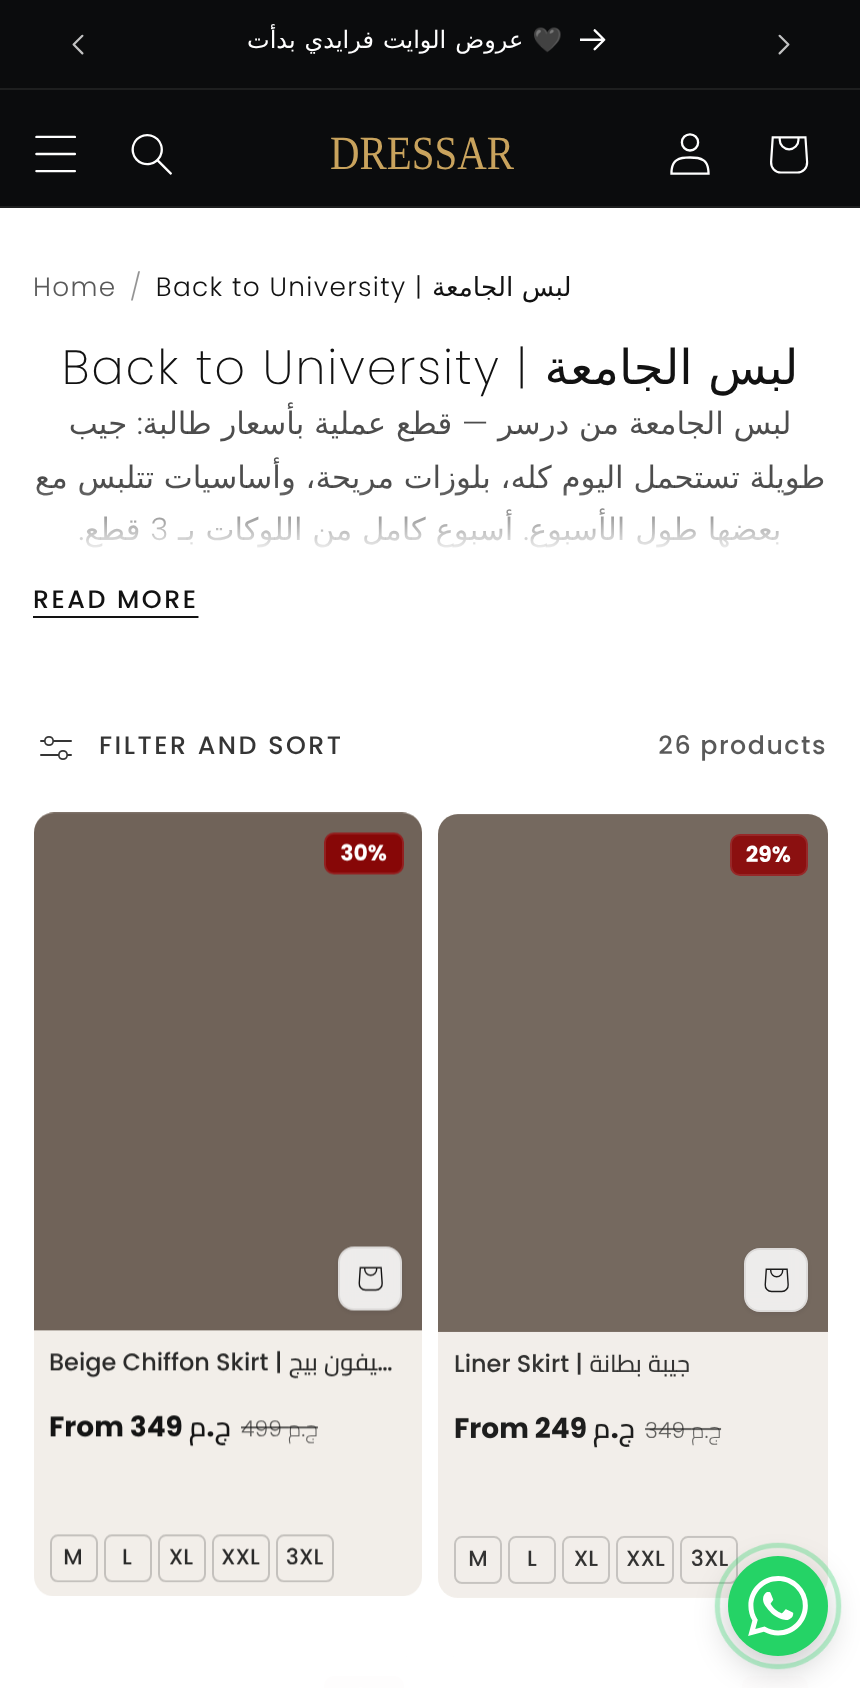 عروض الوايت فرايدي بدأت 🖤 →
DRESSAR
Home / Back to University | لبس الجامعة
Back to University | لبس الجامعة
لبس الجامعة من درسر — قطع عملية بأسعار طالبة: جيب
طويلة تستحمل اليوم كله، بلوزات مريحة، وأساسيات تتلبس مع
بعضها طول الأسبوع. أسبوع كامل من اللوكات بـ 3 قطع.
READ MORE
FILTER AND SORT
26 products
30%
29%
Beige Chiffon Skirt | يفون بيج...
From 349 ج.م 499 ج.م
M L XL XXL 3XL
Liner Skirt | جيبة بطانة
From 249 ج.م 349 ج.م
M L XL XXL 3XL